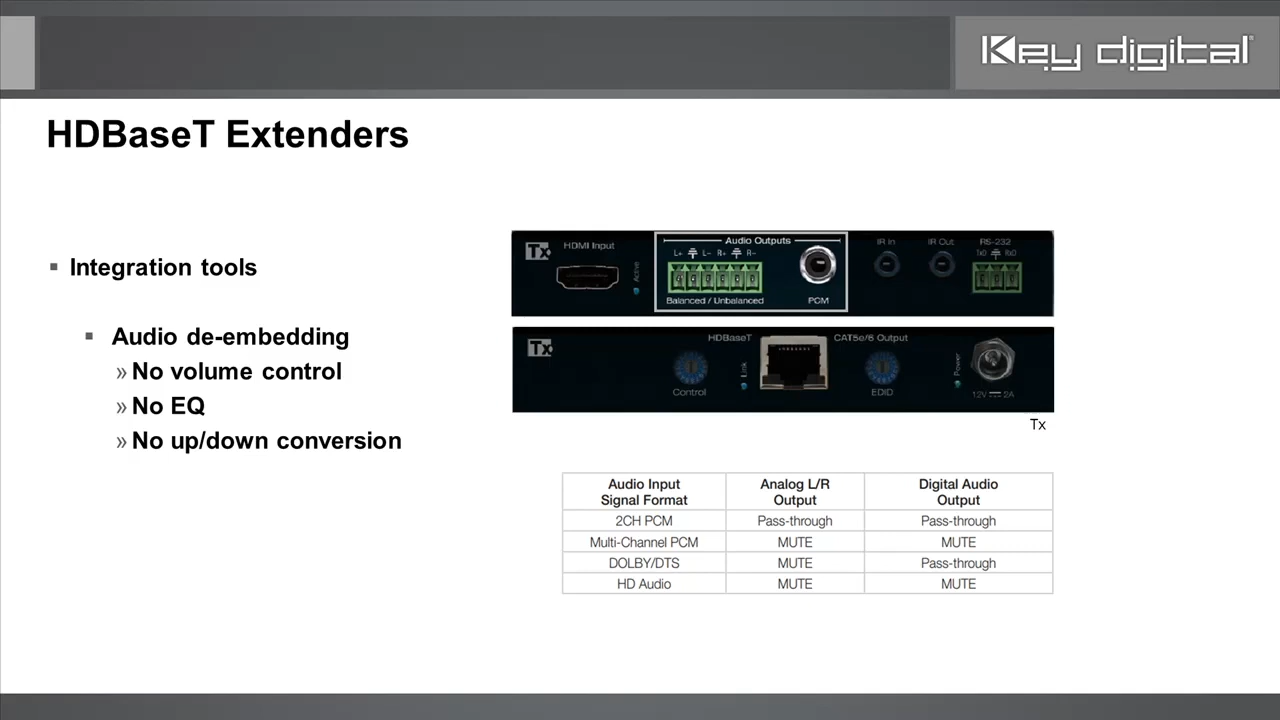 Key digital
HDBaseT Extenders
Integration tools
Audio de-embedding
» No volume control
» No EQ
» No up/down conversion
Tx
HDMI Input
Active
Audio Outputs
L+ L- R+ R-
Balanced / Unbalanced
PCM
IR In
IR Out
RS-232
TxD RxD
Tx
HDBaseT
CAT5e/6 Output
Control
Link
EDID
Power
12V 2A
Tx
Audio Input Signal Format | Analog L/R Output | Digital Audio Output
2CH PCM | Pass-through | Pass-through
Multi-Channel PCM | MUTE | MUTE
DOLBY/DTS | MUTE | Pass-through
HD Audio | MUTE | MUTE